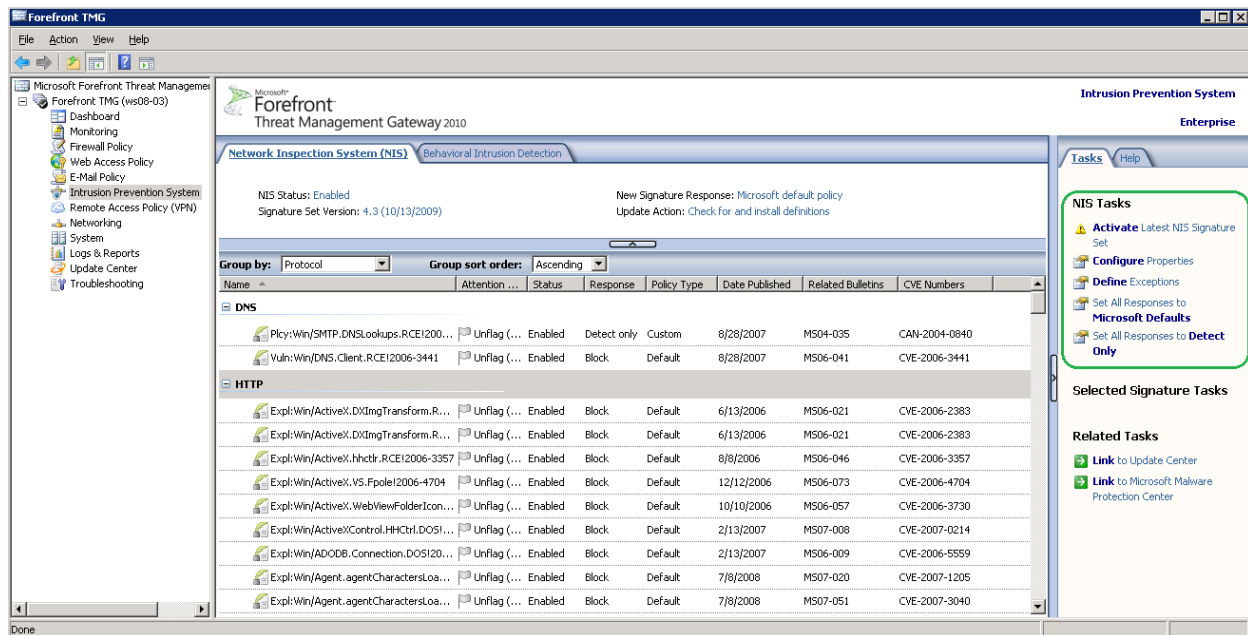 Forefront TMG
File Action View Help
Microsoft Forefront Threat Managemer
Forefront TMG (ws08-03)
Dashboard
Monitoring
Firewall Policy
Web Access Policy
E-Mail Policy
Intrusion Prevention System
Remote Access Policy (VPN)
Networking
System
Logs & Reports
Update Center
Troubleshooting
Microsoft
Forefront
Threat Management Gateway 2010
Intrusion Prevention System
Enterprise
Network Inspection System (NIS) Behavioral Intrusion Detection
NIS Status: Enabled New Signature Response: Microsoft default policy
Signature Set Version: 4.3 (10/13/2009) Update Action: Check for and install definitions
Group by: Protocol Group sort order: Ascending
Name Attention ... Status Response Policy Type Date Published Related Bulletins CVE Numbers
DNS
Plcy:Win/SMTP.DNSLookups.RCE!200... Unflag (... Enabled Detect only Custom 8/28/2007 MS04-035 CAN-2004-0840
Vuln:Win/DNS.Client.RCE!2006-3441 Unflag (... Enabled Block Default 8/28/2007 MS06-041 CVE-2006-3441
HTTP
Expl:Win/ActiveX.DXImgTransform.R... Unflag (... Enabled Block Default 6/13/2006 MS06-021 CVE-2006-2383
Expl:Win/ActiveX.DXImgTransform.R... Unflag (... Enabled Block Default 6/13/2006 MS06-021 CVE-2006-2383
Expl:Win/ActiveX.hhctlr.RCE!2006-3357 Unflag (... Enabled Block Default 8/8/2006 MS06-046 CVE-2006-3357
Expl:Win/ActiveX.VS.Fpole!2006-4704 Unflag (... Enabled Block Default 12/12/2006 MS06-073 CVE-2006-4704
Expl:Win/ActiveX.WebViewFolderIcon... Unflag (... Enabled Block Default 10/10/2006 MS06-057 CVE-2006-3730
Expl:Win/ActiveXControl.HHCtrl.DOS!... Unflag (... Enabled Block Default 2/13/2007 MS07-008 CVE-2007-0214
Expl:Win/ADODB.Connection.DOS!20... Unflag (... Enabled Block Default 2/13/2007 MS06-009 CVE-2006-5559
Expl:Win/Agent.agentCharactersLoa... Unflag (... Enabled Block Default 7/8/2008 MS07-020 CVE-2007-1205
Expl:Win/Agent.agentCharactersLoa... Unflag (... Enabled Block Default 7/8/2008 MS07-051 CVE-2007-3040
Tasks Help
NIS Tasks
Activate Latest NIS Signature
Set
Configure Properties
Define Exceptions
Set All Responses to
Microsoft Defaults
Set All Responses to Detect
Only
Selected Signature Tasks
Related Tasks
Link to Update Center
Link to Microsoft Malware
Protection Center
Done